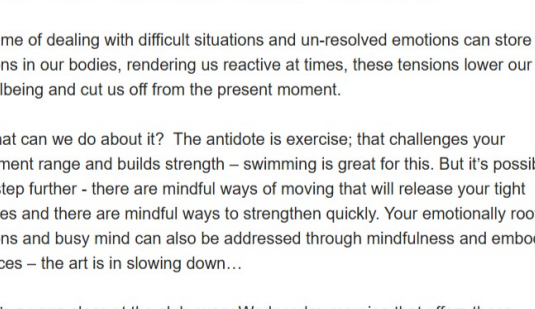 me of dealing with difficult situations and un-resolved emotions can store
ns in our bodies, rendering us reactive at times, these tensions lower our
lbeing and cut us off from the present moment.
at can we do about it?  The antidote is exercise; that challenges your
ment range and builds strength – swimming is great for this. But it's possib
step further - there are mindful ways of moving that will release your tight
es and there are mindful ways to strengthen quickly. Your emotionally roo
ns and busy mind can also be addressed through mindfulness and embo
ces – the art is in slowing down…